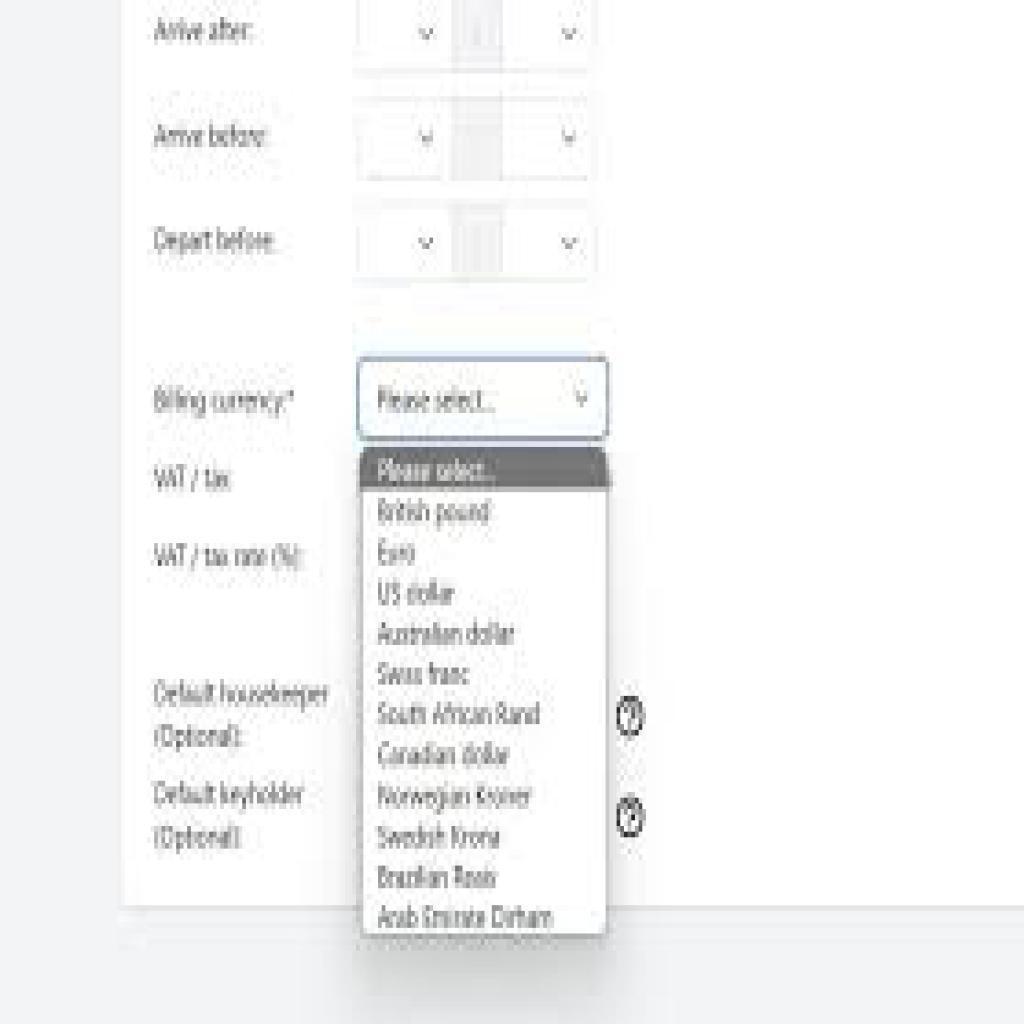 Arrive after:
Arrive before:
Depart before:
Billing currency:*
Please select...
Please select...
VAT / tax:
British pound
Euro
VAT / tax rate (%):
US dollar
Australian dollar
Swiss franc
Default housekeeper
(Optional):
South African Rand
Canadian dollar
Default keyholder
(Optional):
Norwegian Kroner
Swedish Krona
Brazilian Reais
Arab Emirate Dirham